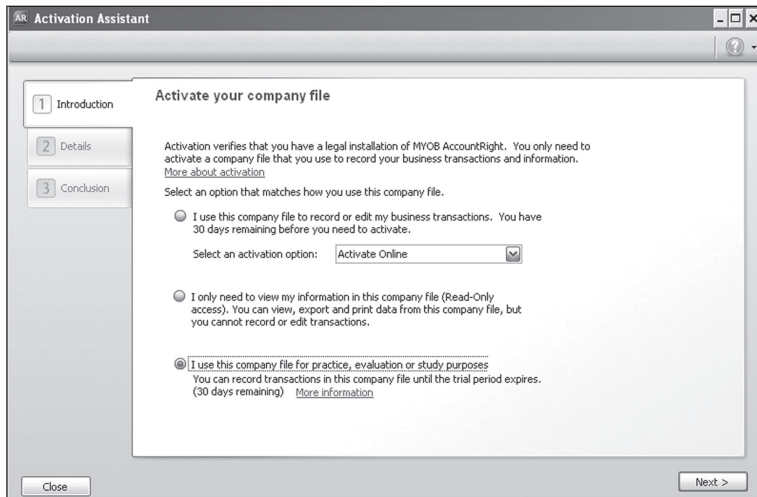 AR Activation Assistant
1 Introduction
2 Details
3 Conclusion
Activate your company file
Activation verifies that you have a legal installation of MYOB AccountRight. You only need to
activate a company file that you use to record your business transactions and information.
More about activation
Select an option that matches how you use this company file.
I use this company file to record or edit my business transactions. You have
30 days remaining before you need to activate.
Select an activation option: Activate Online
I only need to view my information in this company file (Read-Only
access). You can view, export and print data from this company file, but
you cannot record or edit transactions.
I use this company file for practice, evaluation or study purposes
You can record transactions in this company file until the trial period expires.
(30 days remaining) More information
Close
Next >